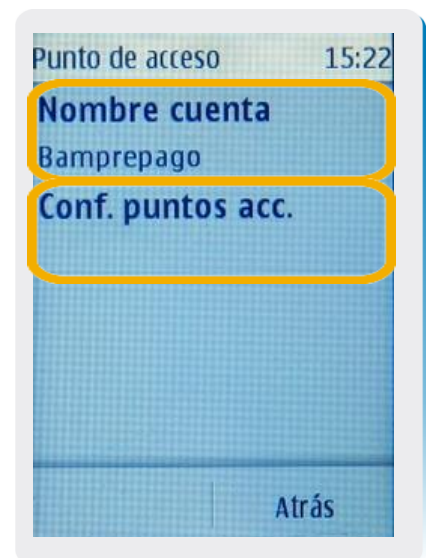 Punto de acceso 15:22
Nombre cuenta
Bamprepago
Conf. puntos acc.
Atrás